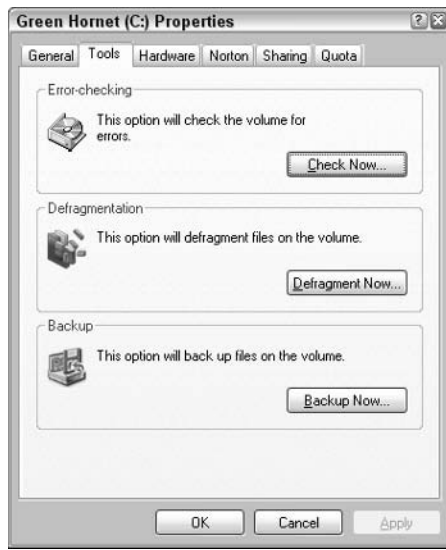 Green Hornet (C:) Properties
General Tools Hardware Norton Sharing Quota
Error-checking
This option will check the volume for
errors.
Check Now...
Defragmentation
This option will defragment files on the volume.
Defragment Now...
Backup
This option will back up files on the volume.
Backup Now...
OK Cancel Apply